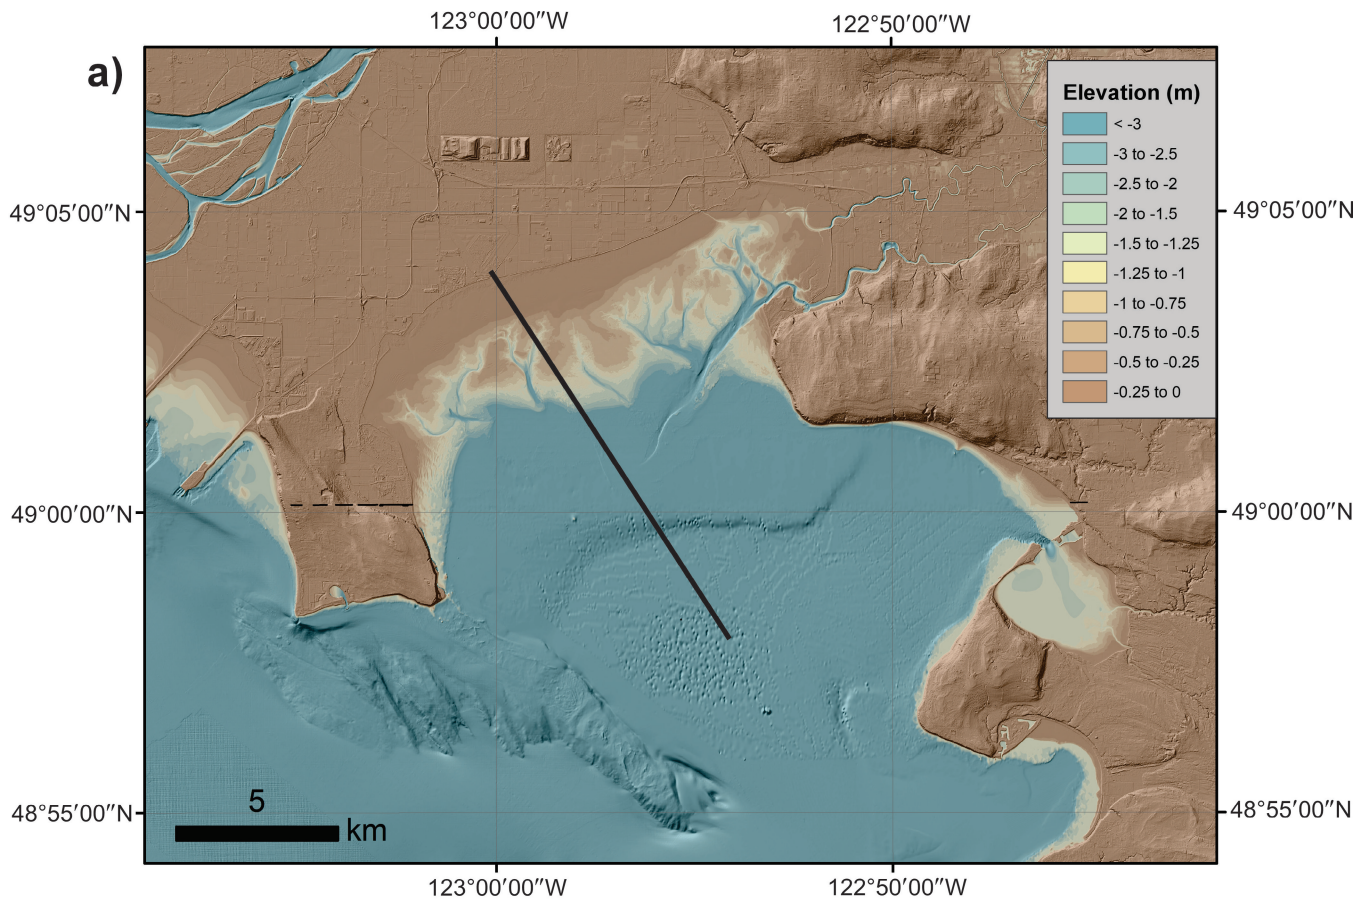 123°00′00″W 122°50′00″W
a)
Elevation (m)
< -3
-3 to -2.5
-2.5 to -2
-2 to -1.5
-1.5 to -1.25
-1.25 to -1
-1 to -0.75
-0.75 to -0.5
-0.5 to -0.25
-0.25 to 0
49°05′00″N 49°05′00″N
49°00′00″N 49°00′00″N
48°55′00″N 48°55′00″N
5
km
123°00′00″W 122°50′00″W